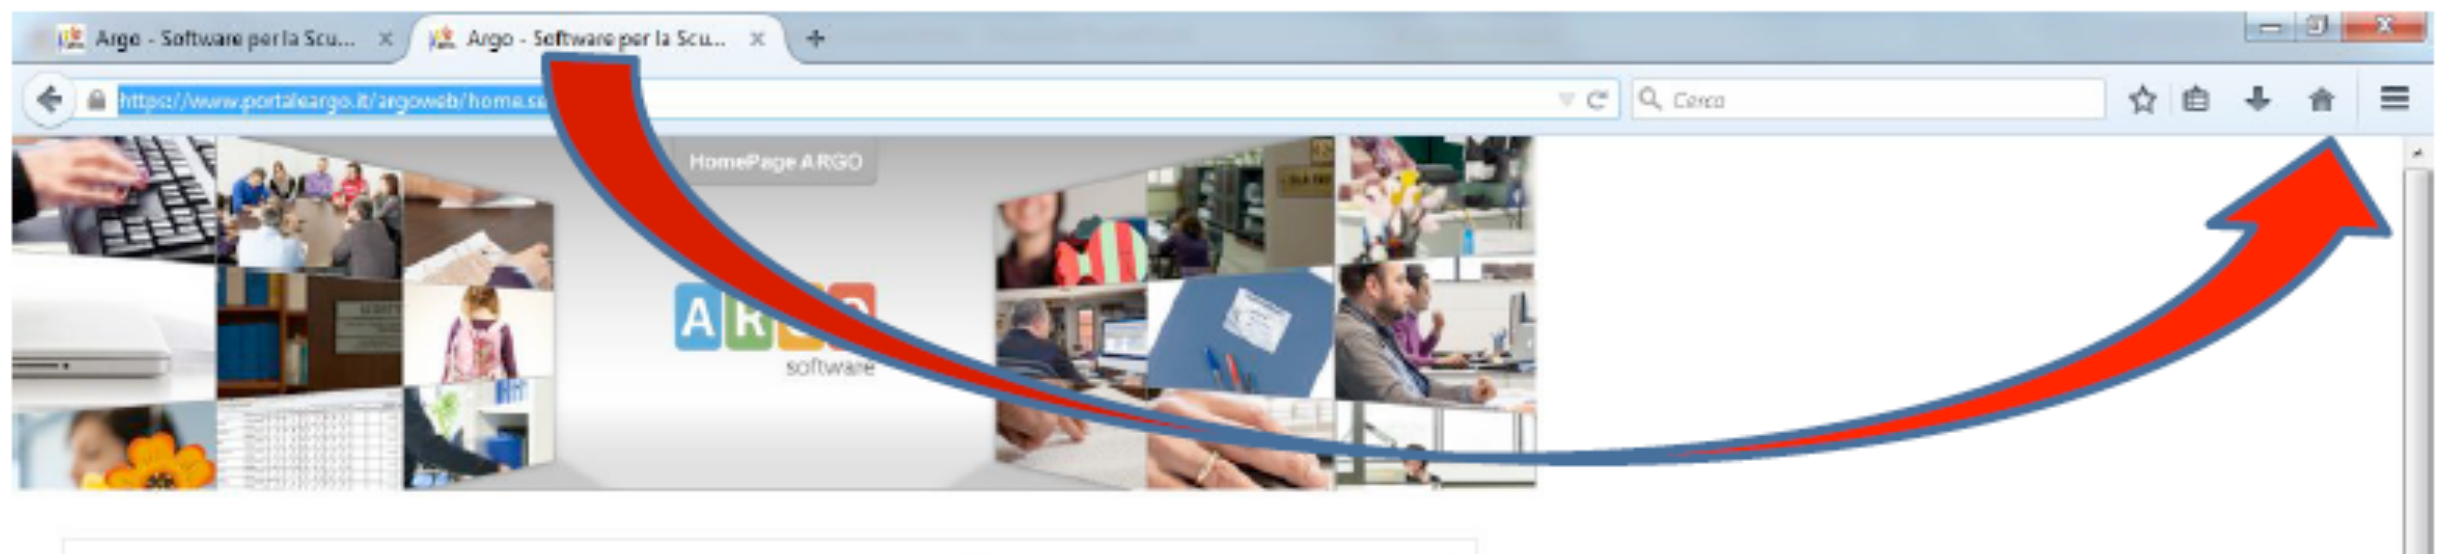 Argo - Software per la Scu...
Argo - Software per la Scu...
https://www.portaleargo.it/argoweb/home.se
Cerca
HomePage ARGO
ARGO
software